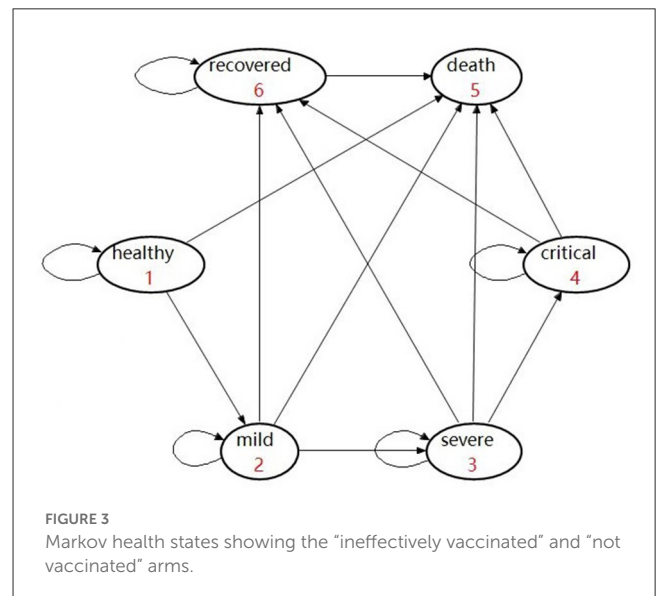 recovered
6
death
5
healthy
1
critical
4
mild
2
severe
3
FIGURE 3
Markov health states showing the “ineffectively vaccinated” and “not
vaccinated” arms.